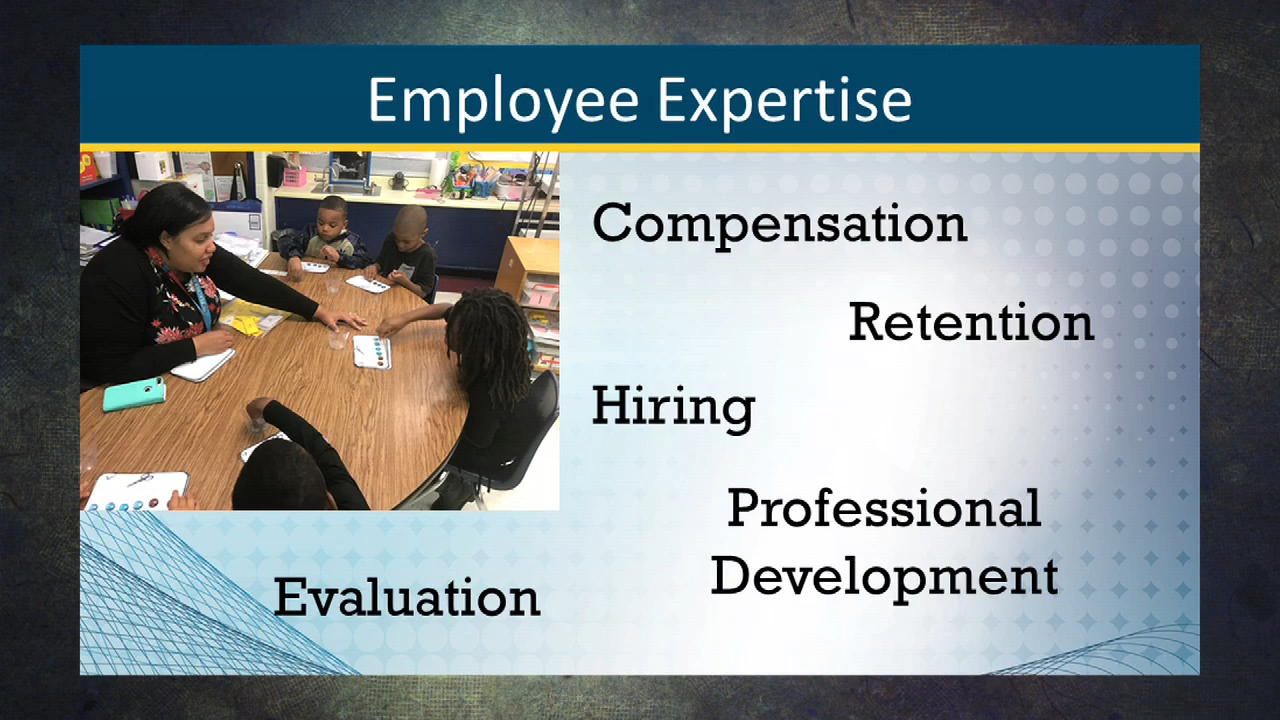 Employee Expertise
Compensation
Retention
Hiring
Professional
Development
Evaluation